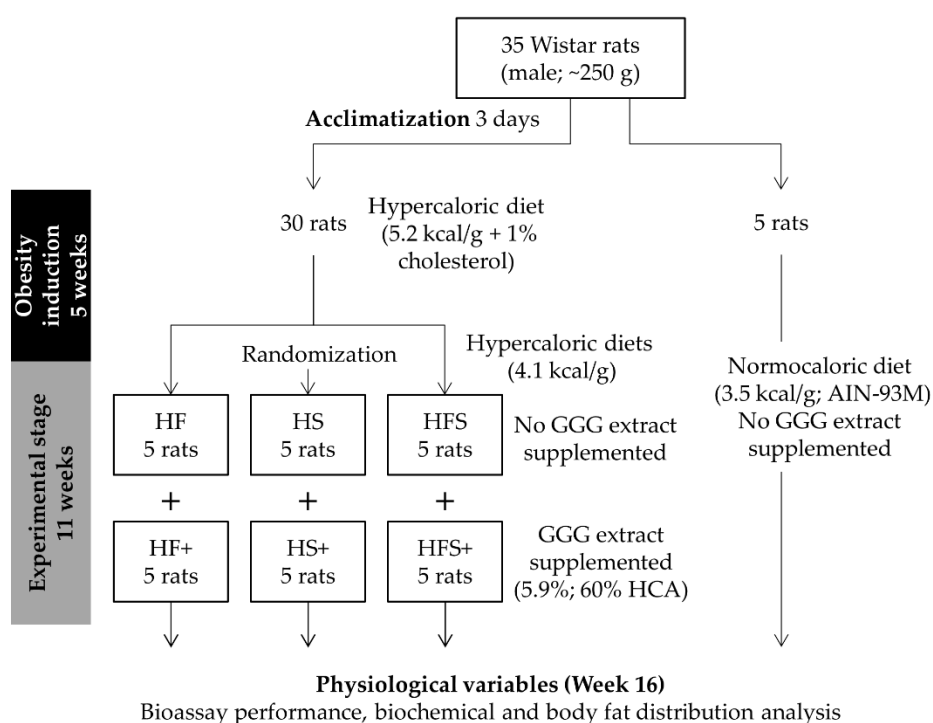 35 Wistar rats
(male; ~250 g)
Acclimatization 3 days
30 rats
Hypercaloric diet
(5.2 kcal/g + 1%
cholesterol)
5 rats
Obesity
induction
5 weeks
Randomization
Hypercaloric diets
(4.1 kcal/g)
Normocaloric diet
(3.5 kcal/g; AIN-93M)
No GGG extract
supplemented
Experimental stage
11 weeks
HF
5 rats
HS
5 rats
HFS
5 rats
No GGG extract
supplemented
+
+
+
HF+
5 rats
HS+
5 rats
HFS+
5 rats
GGG extract
supplemented
(5.9%; 60% HCA)
Physiological variables (Week 16)
Bioassay performance, biochemical and body fat distribution analysis